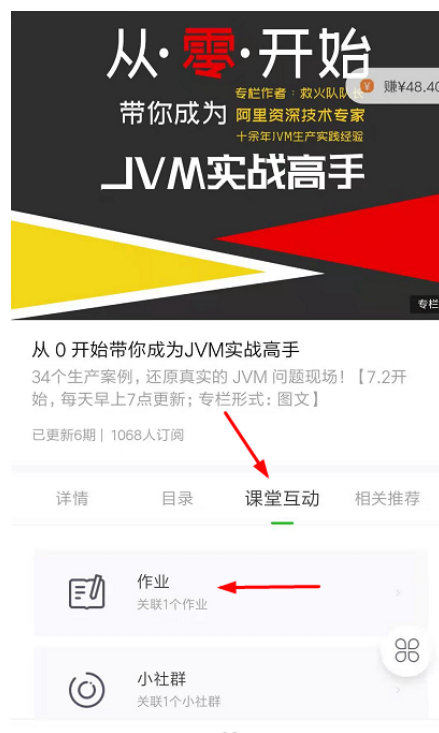 从·零·开始
赚¥48.40
专栏作者:救火队队长
带你成为 阿里资深技术专家
十余年JVM生产实践经验
JVM实战高手
专栏
从 0 开始带你成为JVM实战高手
34个生产案例,还原真实的 JVM 问题现场!【7.2开
始,每天早上7点更新;专栏形式:图文】
已更新6期 | 1068人订阅
详情 目录 课堂互动 相关推荐
作业
关联1个作业
小社群
关联1个小社群